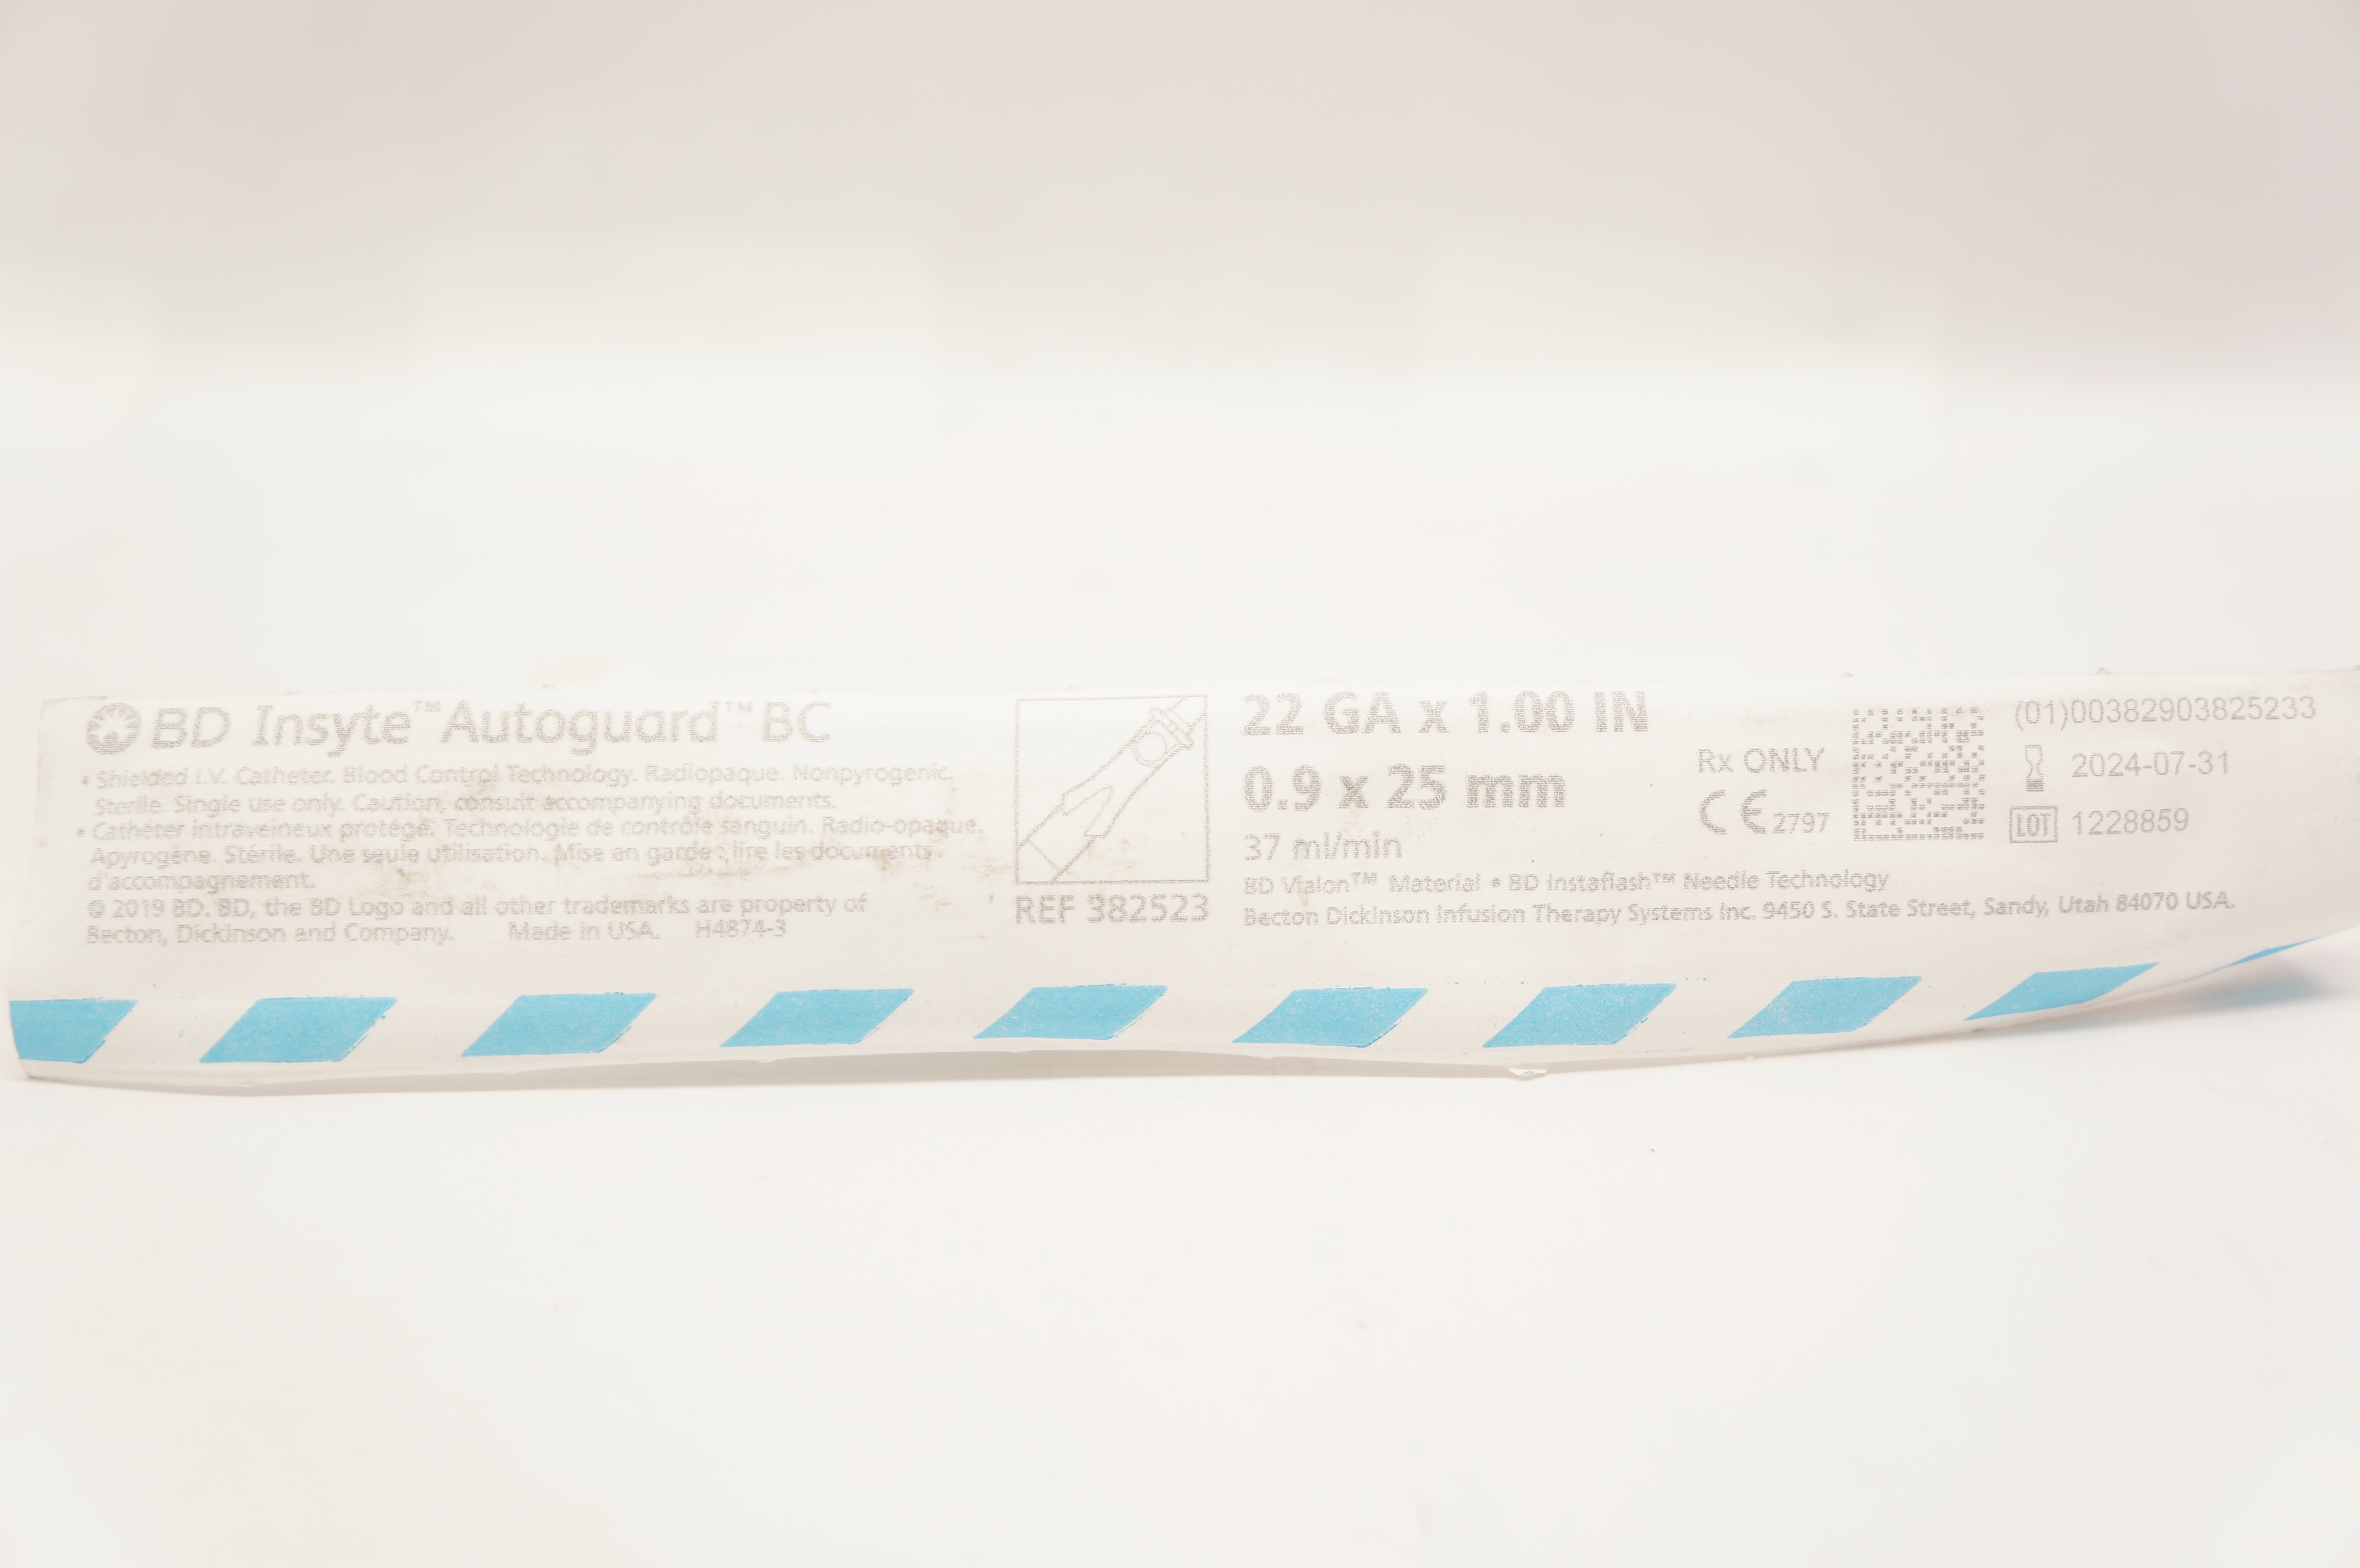 BD Insyte™ Autoguard™ BC
• Shielded I.V. Catheter. Blood Control Technology. Radiopaque. Nonpyrogenic.
Sterile. Single use only. Caution, consult accompanying documents.
• Cathéter intraveineux protégé. Technologie de contrôle sanguin. Radio-opaque.
Apyrogène. Stérile. Une seule utilisation. Mise en garde : lire les documents
d'accompagnement.
© 2019 BD. BD, the BD Logo and all other trademarks are property of
Becton, Dickinson and Company. Made in USA. H4874-3
REF 382523
22 GA x 1.00 IN
0.9 x 25 mm
37 ml/min
BD Vialon™ Material • BD Instaflash™ Needle Technology
Becton Dickinson Infusion Therapy Systems Inc. 9450 S. State Street, Sandy, Utah 84070 USA.
Rx ONLY
CE 2797
(01)00382903825233
2024-07-31
LOT 1228859